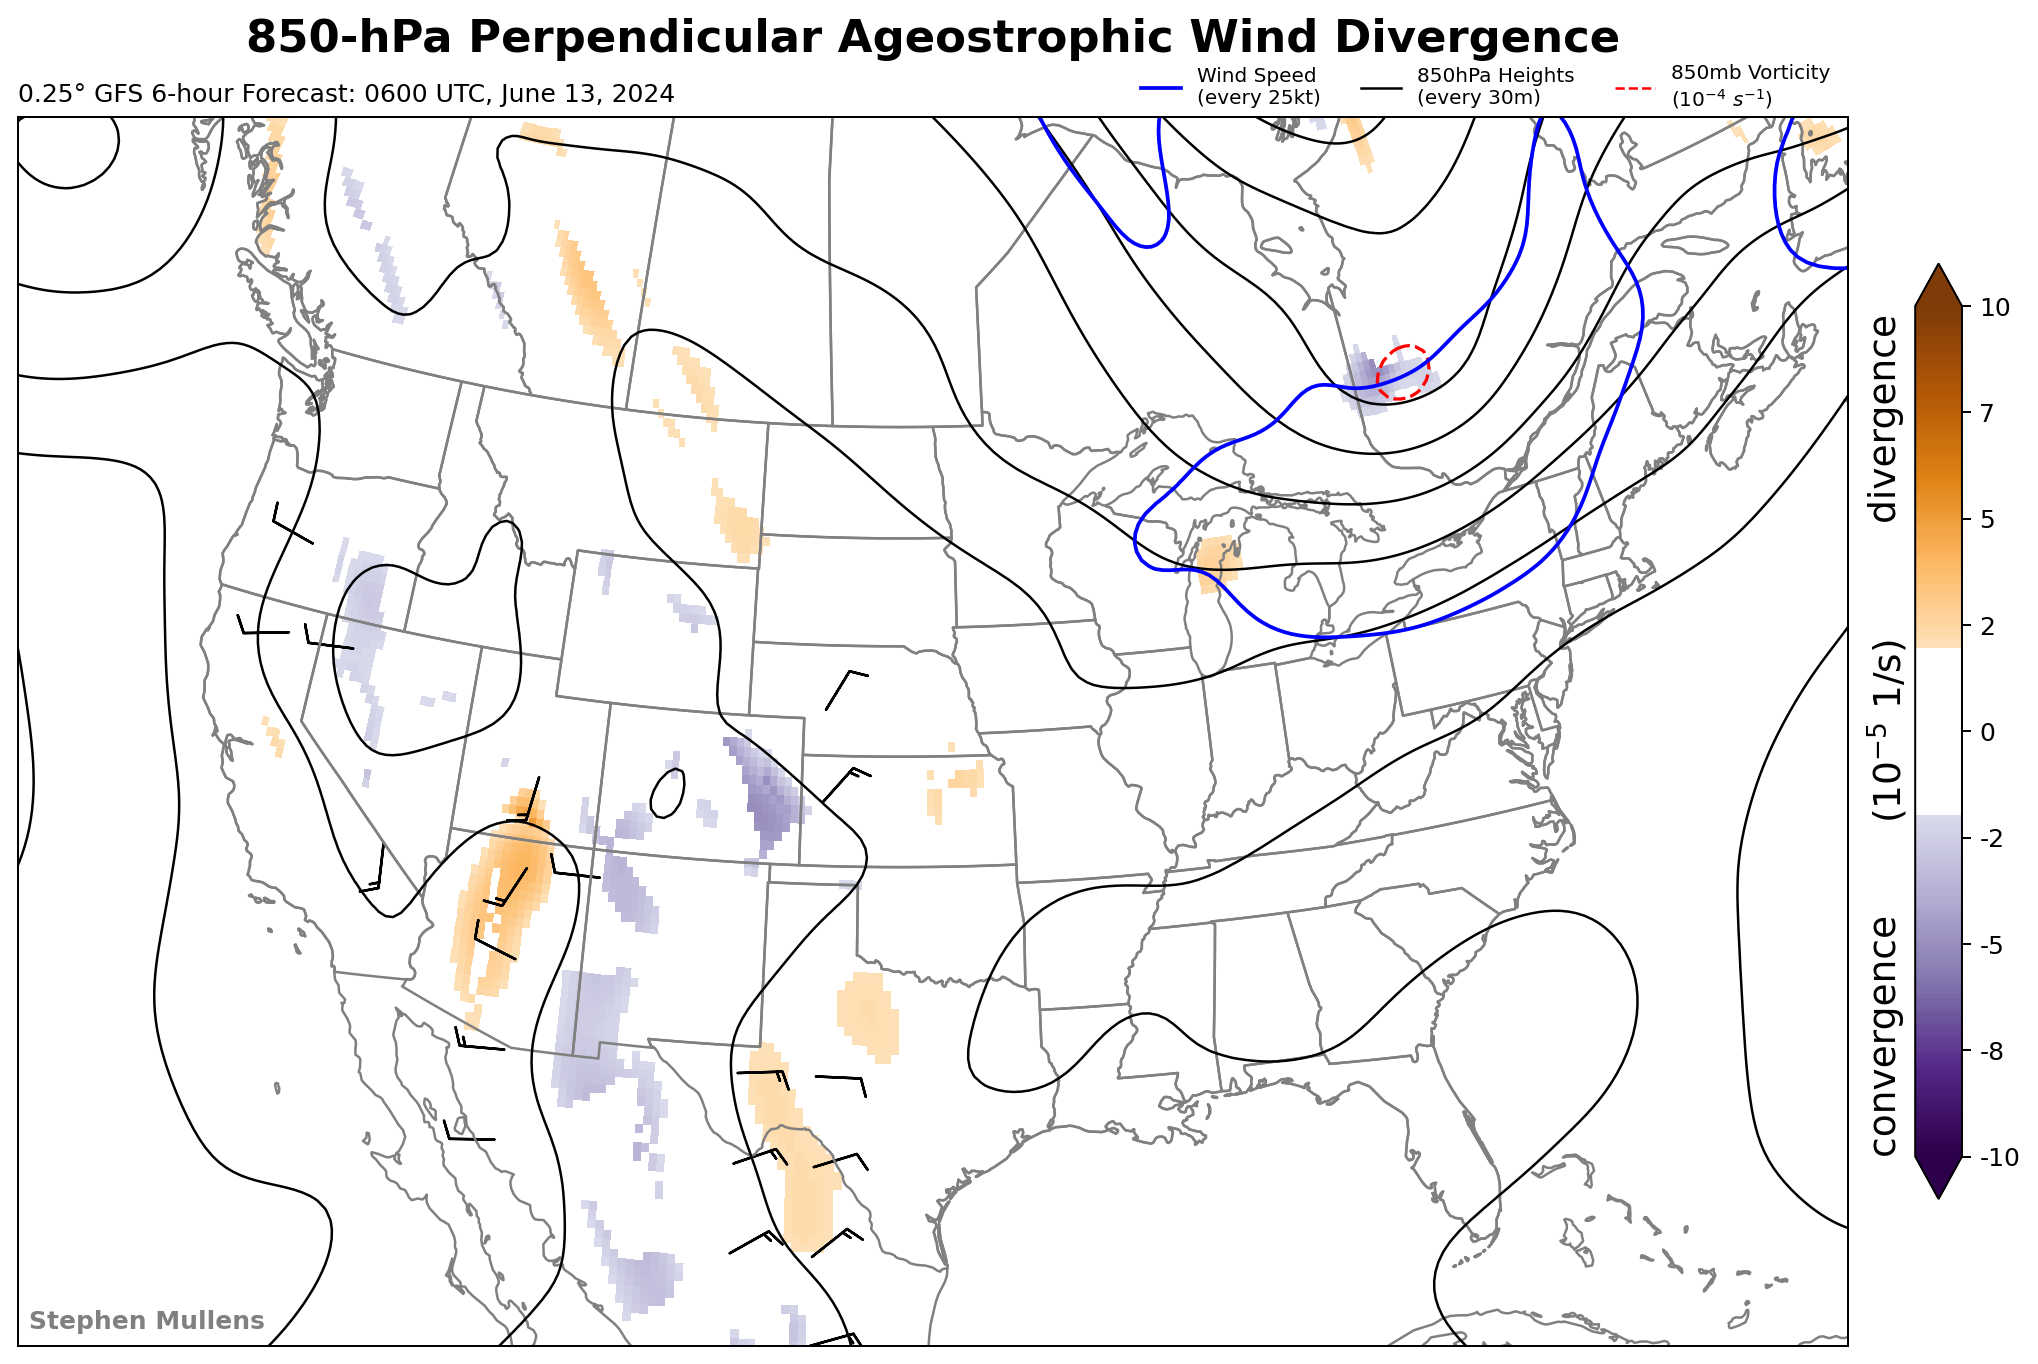 850-hPa Perpendicular Ageostrophic Wind Divergence
0.25° GFS 6-hour Forecast: 0600 UTC, June 13, 2024
Wind Speed
(every 25kt)
850hPa Heights
(every 30m)
850mb Vorticity
(10⁻⁴ s⁻¹)
10
7
5
2
0
-2
-5
-8
-10
convergence (10⁻⁵ 1/s) divergence
Stephen Mullens